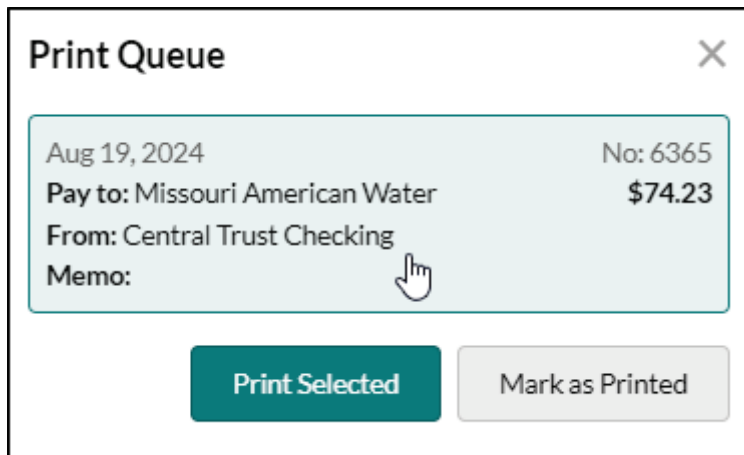 Print Queue
Aug 19, 2024 No: 6365
Pay to: Missouri American Water $74.23
From: Central Trust Checking
Memo:
Print Selected Mark as Printed